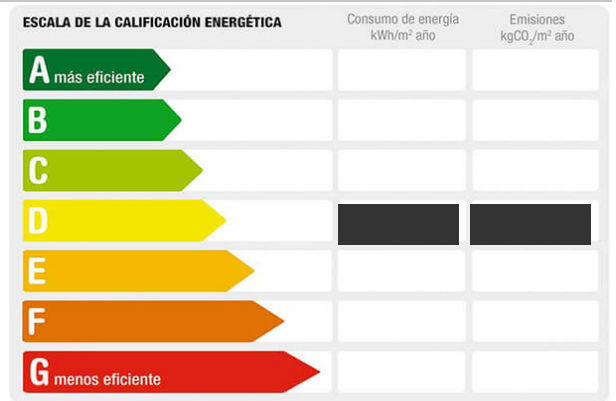 ESCALA DE LA CALIFICACIÓN ENERGÉTICA
Consumo de energía
kWh/m² año
Emisiones
kgCO₂/m² año
A más eficiente
B
C
D
E
F
G menos eficiente